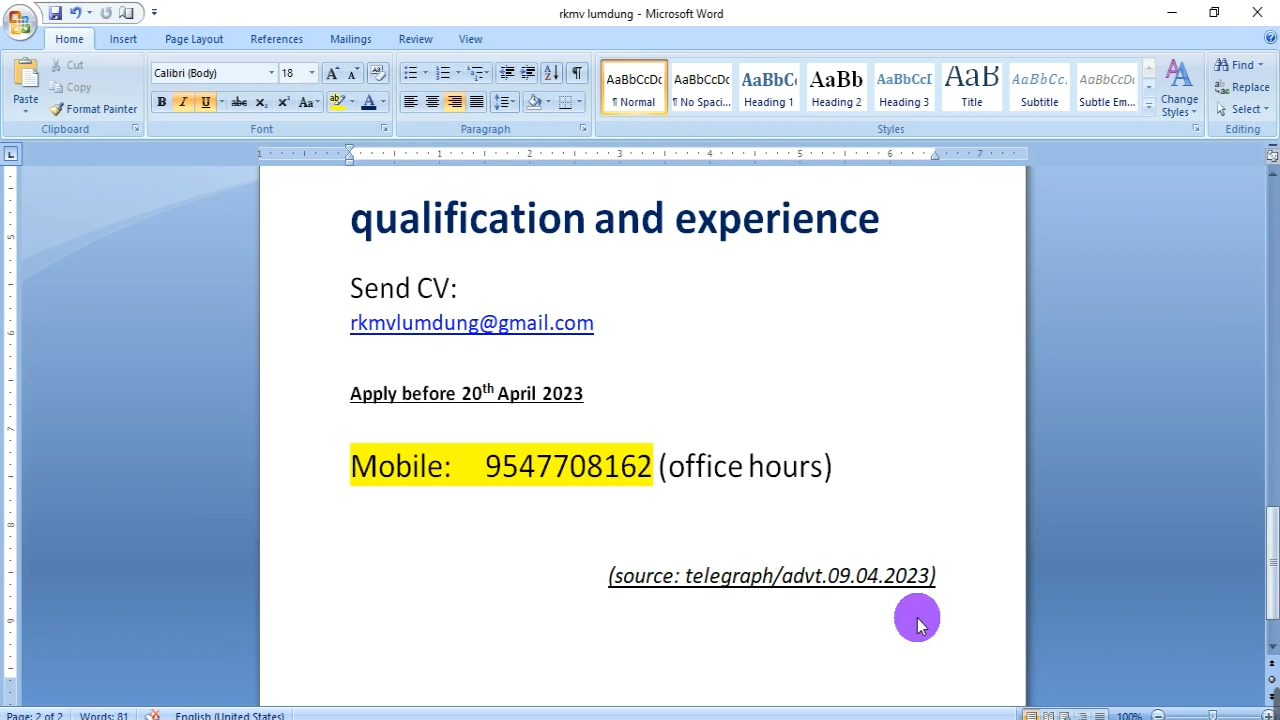 rkmv lumdung - Microsoft Word
Home Insert Page Layout References Mailings Review View
Paste
Cut
Copy
Format Painter
Clipboard
Calibri (Body) 18
Font
Paragraph
AaBbCcDc AaBbCcDc AaBbCc AaBb AaBbCcI AaB AaBbCc. AaBbCcDc
¶ Normal ¶ No Spaci... Heading 1 Heading 2 Heading 3 Title Subtitle Subtle Em...
Change Styles
Styles
Find
Replace
Select
Editing
qualification and experience
Send CV:
rkmvlumdung@gmail.com
Apply before 20th April 2023
Mobile: 9547708162 (office hours)
(source: telegraph/advt.09.04.2023)
Page: 2 of 2 Words: 81 English (United States) 100%